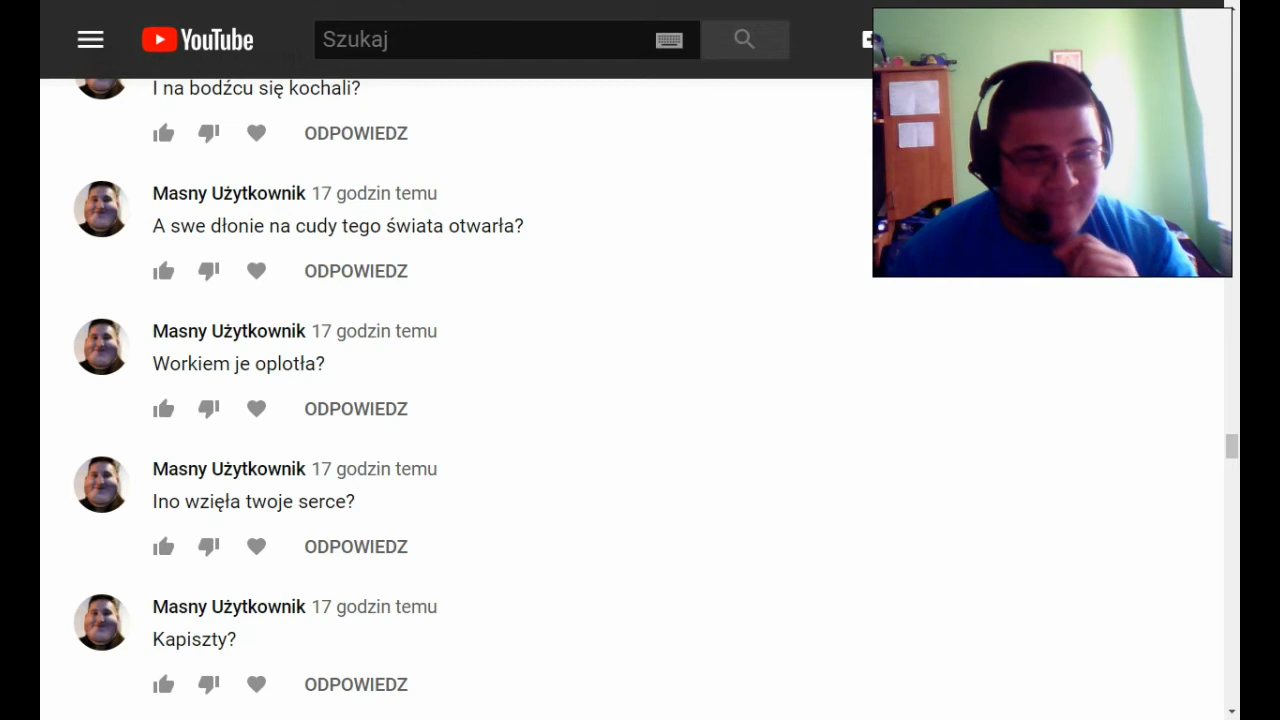 YouTube
Szukaj
I na bodźcu się kochali?
ODPOWIEDZ
Masny Użytkownik 17 godzin temu
A swe dłonie na cudy tego świata otwarła?
ODPOWIEDZ
Masny Użytkownik 17 godzin temu
Workiem je oplotła?
ODPOWIEDZ
Masny Użytkownik 17 godzin temu
Ino wzięła twoje serce?
ODPOWIEDZ
Masny Użytkownik 17 godzin temu
Kapiszty?
ODPOWIEDZ